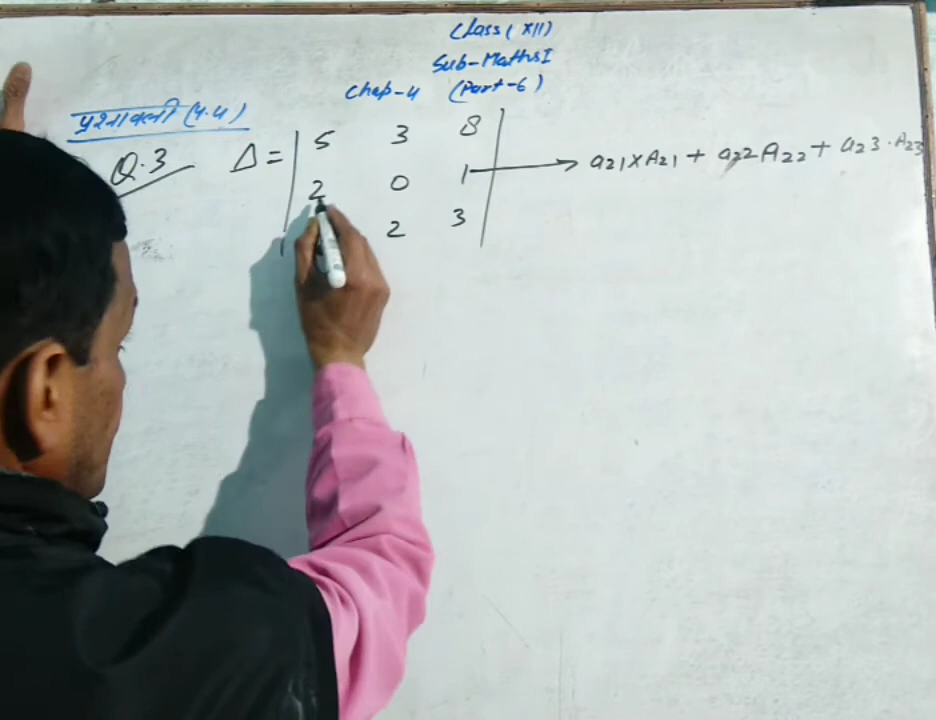 Class (XII)
Sub-Maths I
Chap-4 (Part-6)
प्रश्नावली (4.4)
Q.3 Δ = | 5 3 8 |
2 0 1 → a21×A21 + a22A22 + a23.A23
2 3